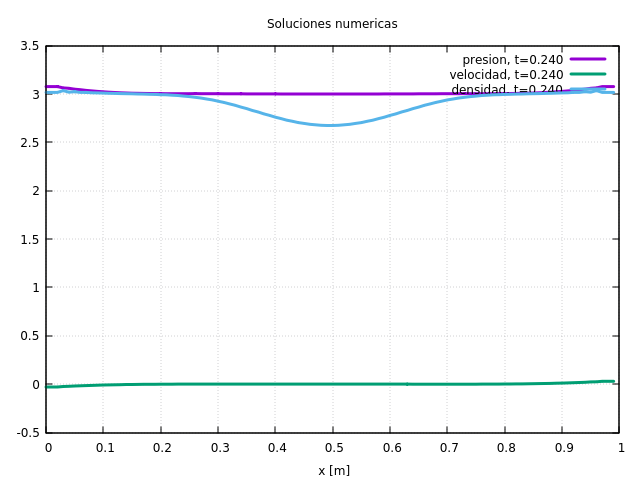 Soluciones numericas
presion, t=0.240
velocidad, t=0.240
densidad, t=0.240
3.5
3
2.5
2
1.5
1
0.5
0
-0.5
0 0.1 0.2 0.3 0.4 0.5 0.6 0.7 0.8 0.9 1
x [m]